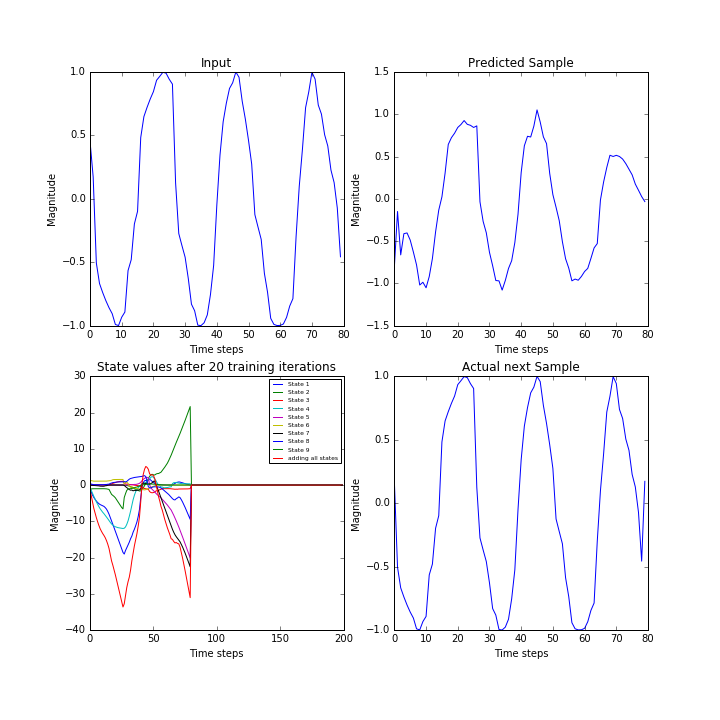 Input
Magnitude
1.0
0.5
0.0
−0.5
−1.0
0 10 20 30 40 50 60 70 80
Time steps
Predicted Sample
Magnitude
1.5
1.0
0.5
0.0
−0.5
−1.0
−1.5
0 10 20 30 40 50 60 70 80
Time steps
State values after 20 training iterations
Magnitude
30
20
10
0
−10
−20
−30
−40
0 50 100 150 200
Time steps
State 1
State 2
State 3
State 4
State 5
State 6
State 7
State 8
State 9
adding all states
Actual next Sample
Magnitude
1.0
0.5
0.0
−0.5
−1.0
0 10 20 30 40 50 60 70 80
Time steps